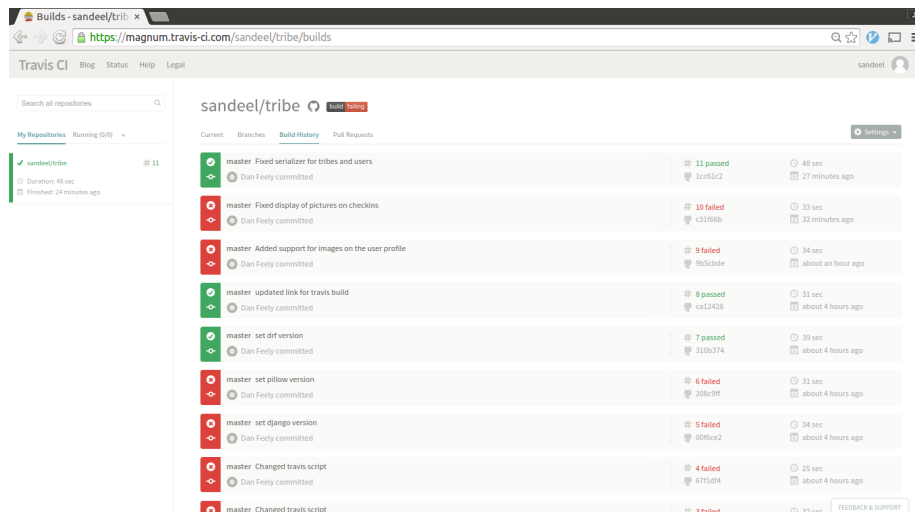 Builds - sandeel/trib
https://magnum.travis-ci.com/sandeel/tribe/builds
Travis CI Blog Status Help Legal sandeel
Search all repositories
My Repositories Running (0/0) +
sandeel/tribe # 11
Duration: 48 sec
Finished: 24 minutes ago
sandeel/tribe build failing
Current Branches Build History Pull Requests Settings
master Fixed serializer for tribes and users # 11 passed 48 sec
Dan Feely committed 1cc61c2 27 minutes ago
master Fixed display of pictures on checkins # 10 failed 33 sec
Dan Feely committed c31f66b 32 minutes ago
master Added support for images on the user profile # 9 failed 34 sec
Dan Feely committed 9b5cbde about an hour ago
master updated link for travis build # 8 passed 31 sec
Dan Feely committed ca12428 about 4 hours ago
master set drf version # 7 passed 39 sec
Dan Feely committed 310b374 about 4 hours ago
master set pillow version # 6 failed 31 sec
Dan Feely committed 208c9ff about 4 hours ago
master set django version # 5 failed 34 sec
Dan Feely committed 00f6ce2 about 4 hours ago
master Changed travis script # 4 failed 25 sec
Dan Feely committed 67f1df4 about 4 hours ago
master Changed travis script # 3 failed 32 sec
FEEDBACK & SUPPORT